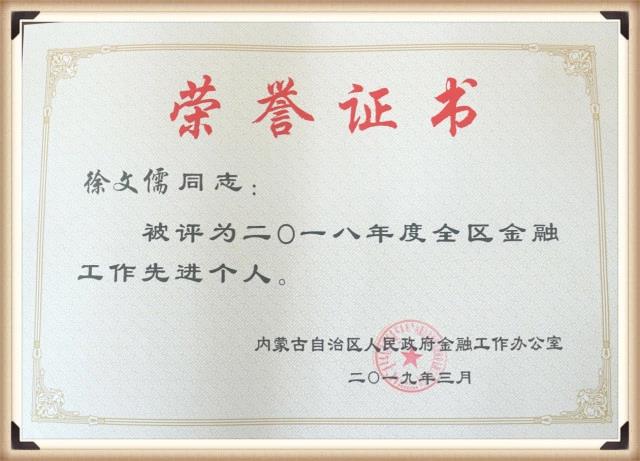 荣誉证书
徐文儒同志：
被评为二〇一八年度全区金融
工作先进个人。
内蒙古自治区人民政府金融工作办公室
二〇一九年三月